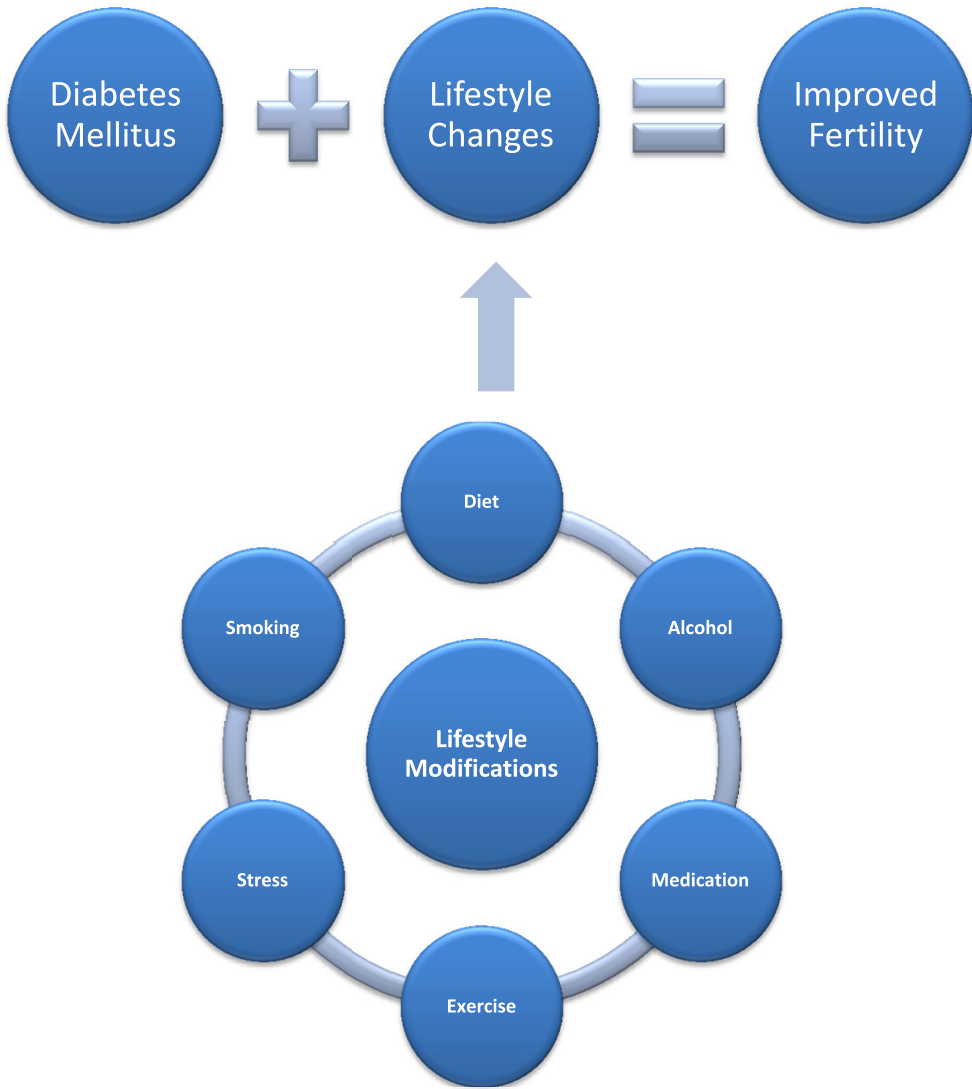 Diabetes
Mellitus
Lifestyle
Changes
Improved
Fertility
Diet
Smoking
Alcohol
Lifestyle
Modifications
Stress
Medication
Exercise